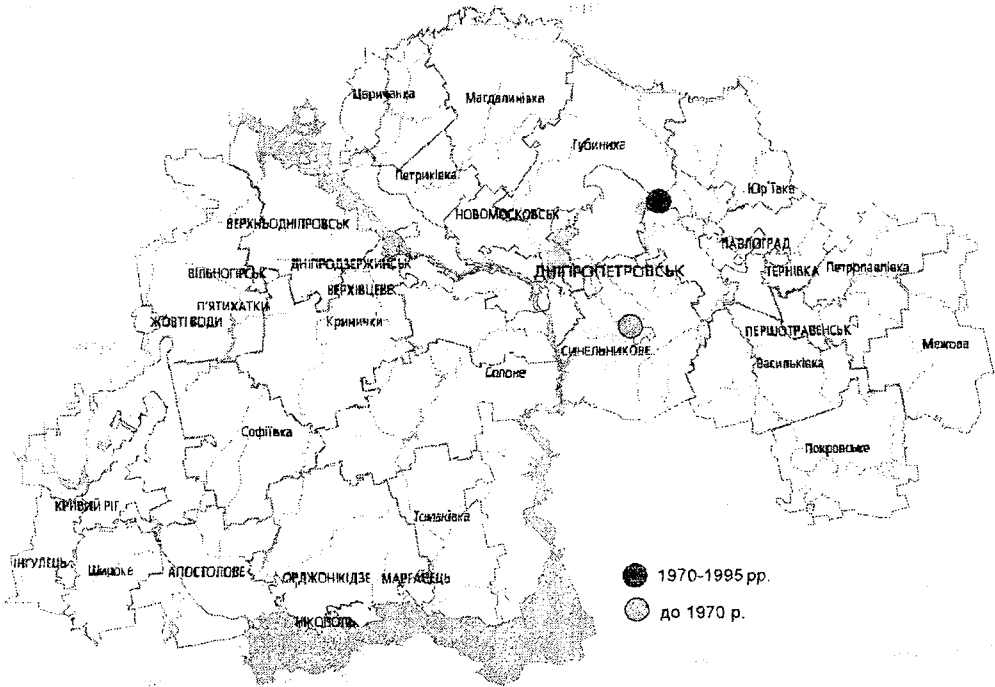 Царичанка
Магдалинівка
Губиниха
Петриківка
Юр'ївка
НОВОМОСКОВСЬК
ВЕРХНЬОДНІПРОВСЬК
ПАВЛОГРАД
ДНІПРОДЗЕРЖИНСЬК
ДНІПРОПЕТРОВСЬК
ТЕРНІВКА
Петропавлівка
ВІЛЬНОГІРСЬК
ВЕРХІВЦЕВЕ
П'ЯТИХАТКИ
ЖОВТІ ВОДИ
Кринички
ПЕРШОТРАВЕНСЬК
Межова
СИНЕЛЬНИКОВЕ
Васильківка
Солоне
Софіївка
Покровське
КРИВИЙ РІГ
Томаківка
ІНГУЛЕЦЬ
Широке
АПОСТОЛОВЕ
ОРДЖОНІКІДЗЕ
МАРГАНЕЦЬ
НІКОПОЛЬ
1970-1995 рр.
до 1970 р.